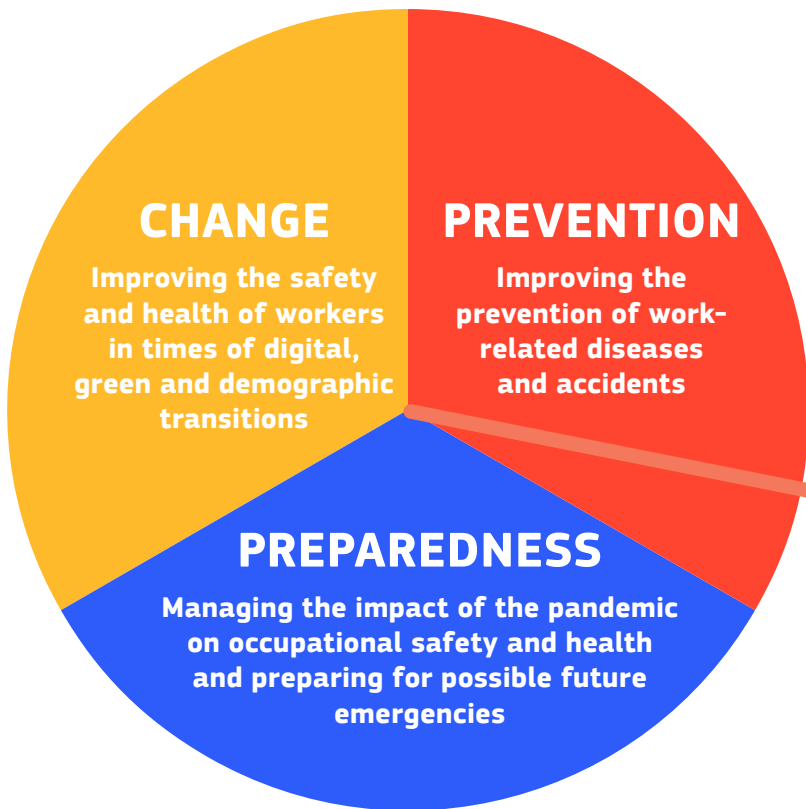 CHANGE
Improving the safety
and health of workers
in times of digital,
green and demographic
transitions
PREVENTION
Improving the
prevention of work-
related diseases
and accidents
PREPAREDNESS
Managing the impact of the pandemic
on occupational safety and health
and preparing for possible future
emergencies